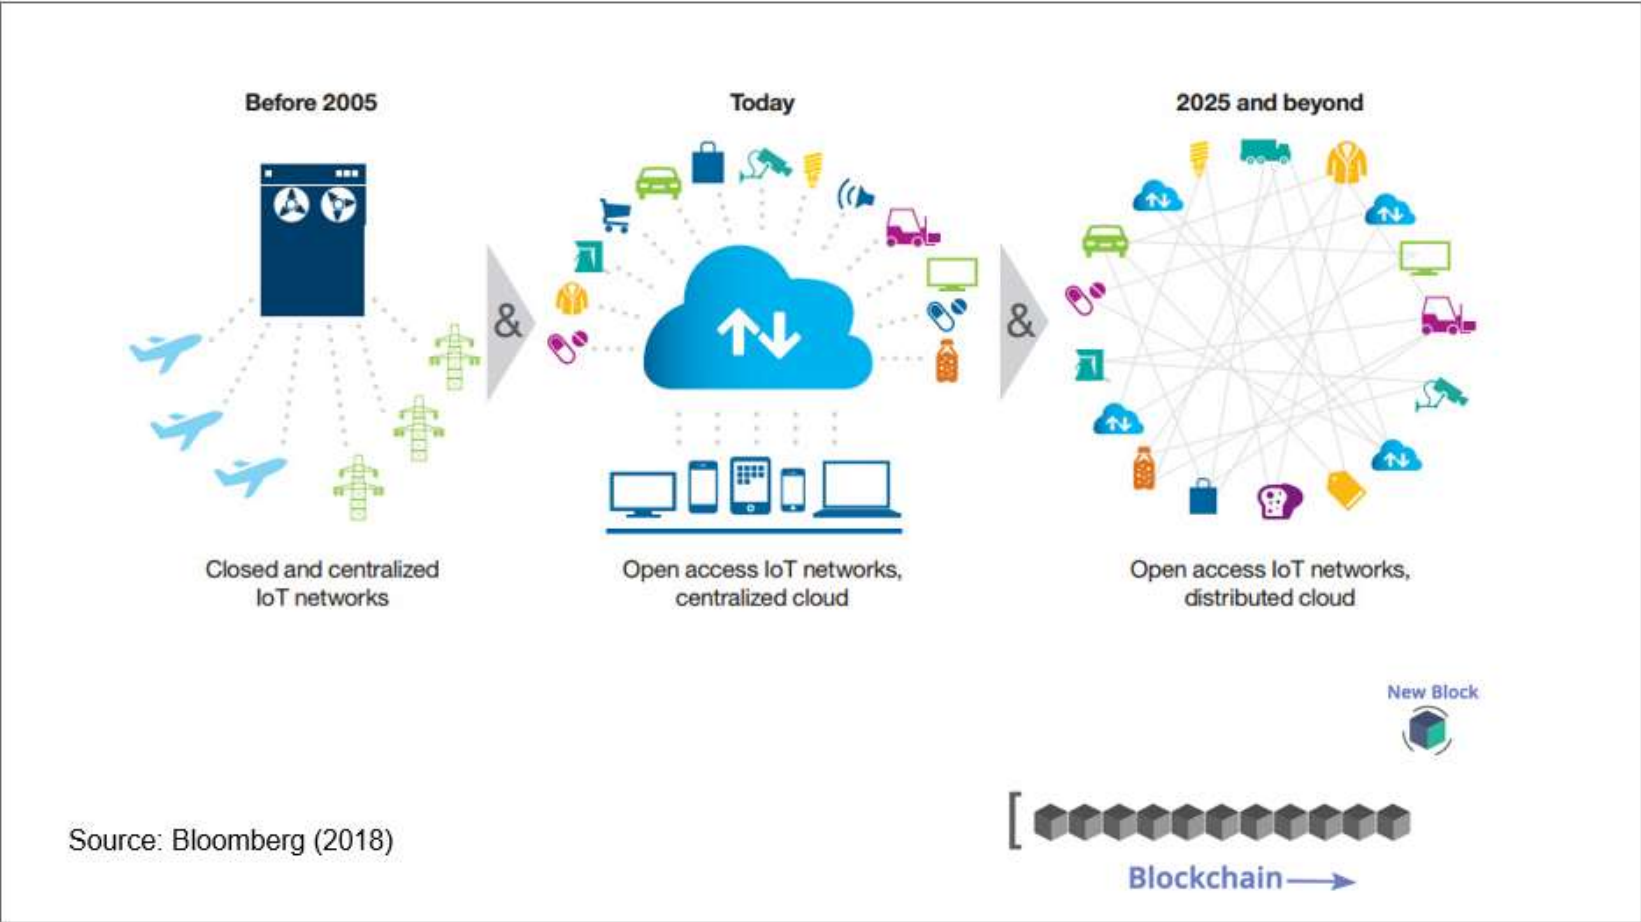 Before 2005
Today
2025 and beyond
&
&
Closed and centralized
IoT networks
Open access IoT networks,
centralized cloud
Open access IoT networks,
distributed cloud
New Block
[
Source: Bloomberg (2018)
Blockchain